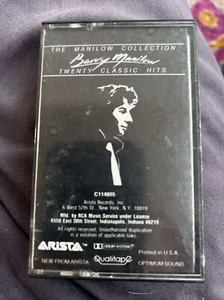 THE MANILOW COLLECTION
Barry Manilow
TWENTY CLASSIC HITS
C114805
Arista Records, Inc.
6 West 57th St., New York, N.Y. 10019
Mfd. by RCA Music Service under License
6550 East 30th Street, Indianapolis, Indiana 46219
All rights reserved. Unauthorized duplication
is a violation of applicable laws.
ARISTA
DOLBY SYSTEM
Printed in U.S.A.
NEW FROM ARISTA
Qualitape
OPTIMUM SOUND